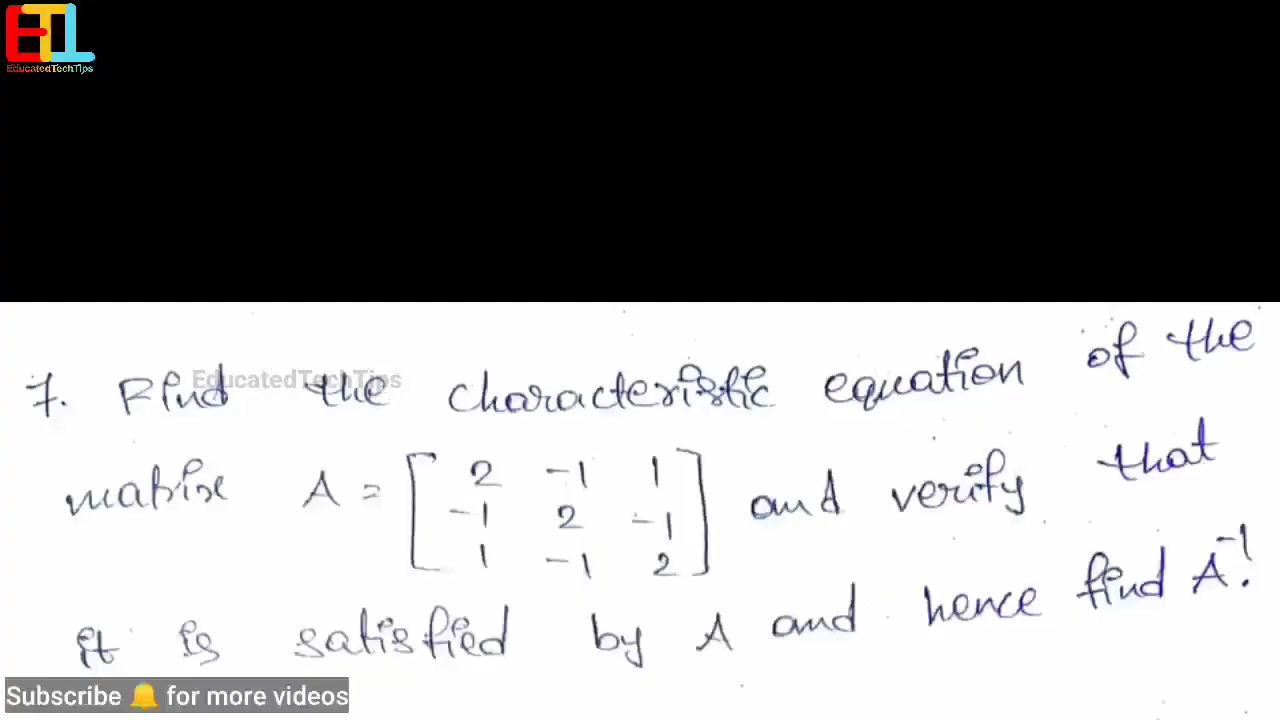 ETT
EducatedTechTips
EducatedTechTips
7. Find the characteristic equation of the
matrix A = [ 2 -1 1
-1 2 -1
1 -1 2 ] and verify that
it is satisfied by A and hence find A⁻¹.
Subscribe 🔔 for more videos